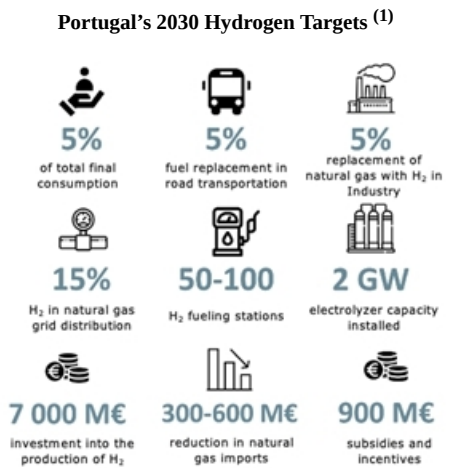 Portugal's 2030 Hydrogen Targets (1)
5%
of total final
consumption
5%
fuel replacement in
road transportation
5%
replacement of
natural gas with H₂ in
Industry
15%
H₂ in natural gas
grid distribution
50-100
H₂ fueling stations
2 GW
electrolyzer capacity
installed
7 000 M€
investment into the
production of H₂
300-600 M€
reduction in natural
gas imports
900 M€
subsidies and
incentives